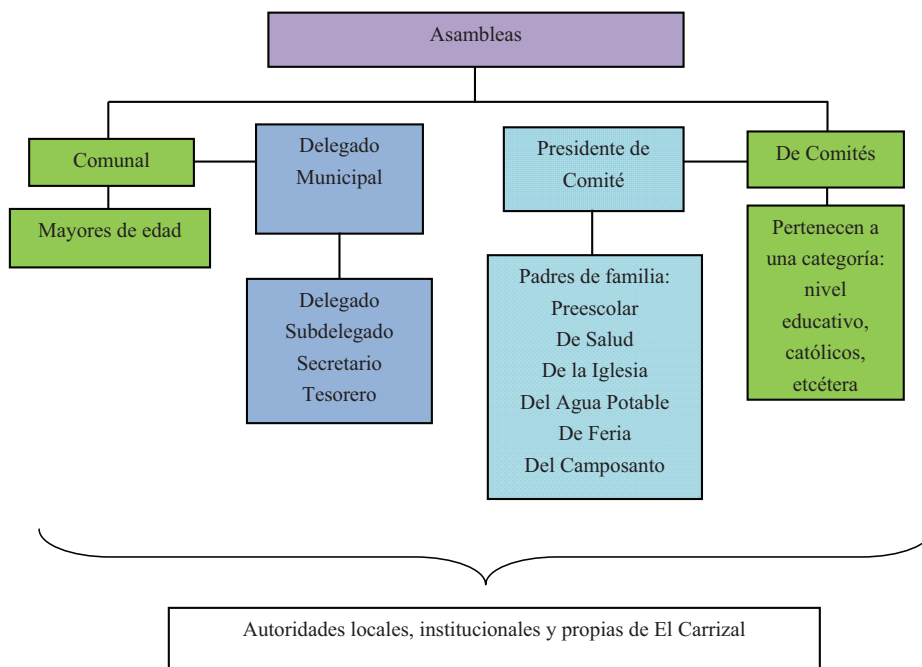 Asambleas
Comunal
Mayores de edad
Delegado
Municipal
Delegado
Subdelegado
Secretario
Tesorero
Presidente de
Comité
Padres de familia:
Preescolar
De Salud
De la Iglesia
Del Agua Potable
De Feria
Del Camposanto
De Comités
Pertenecen a
una categoría:
nivel
educativo,
católicos,
etcétera
Autoridades locales, institucionales y propias de El Carrizal